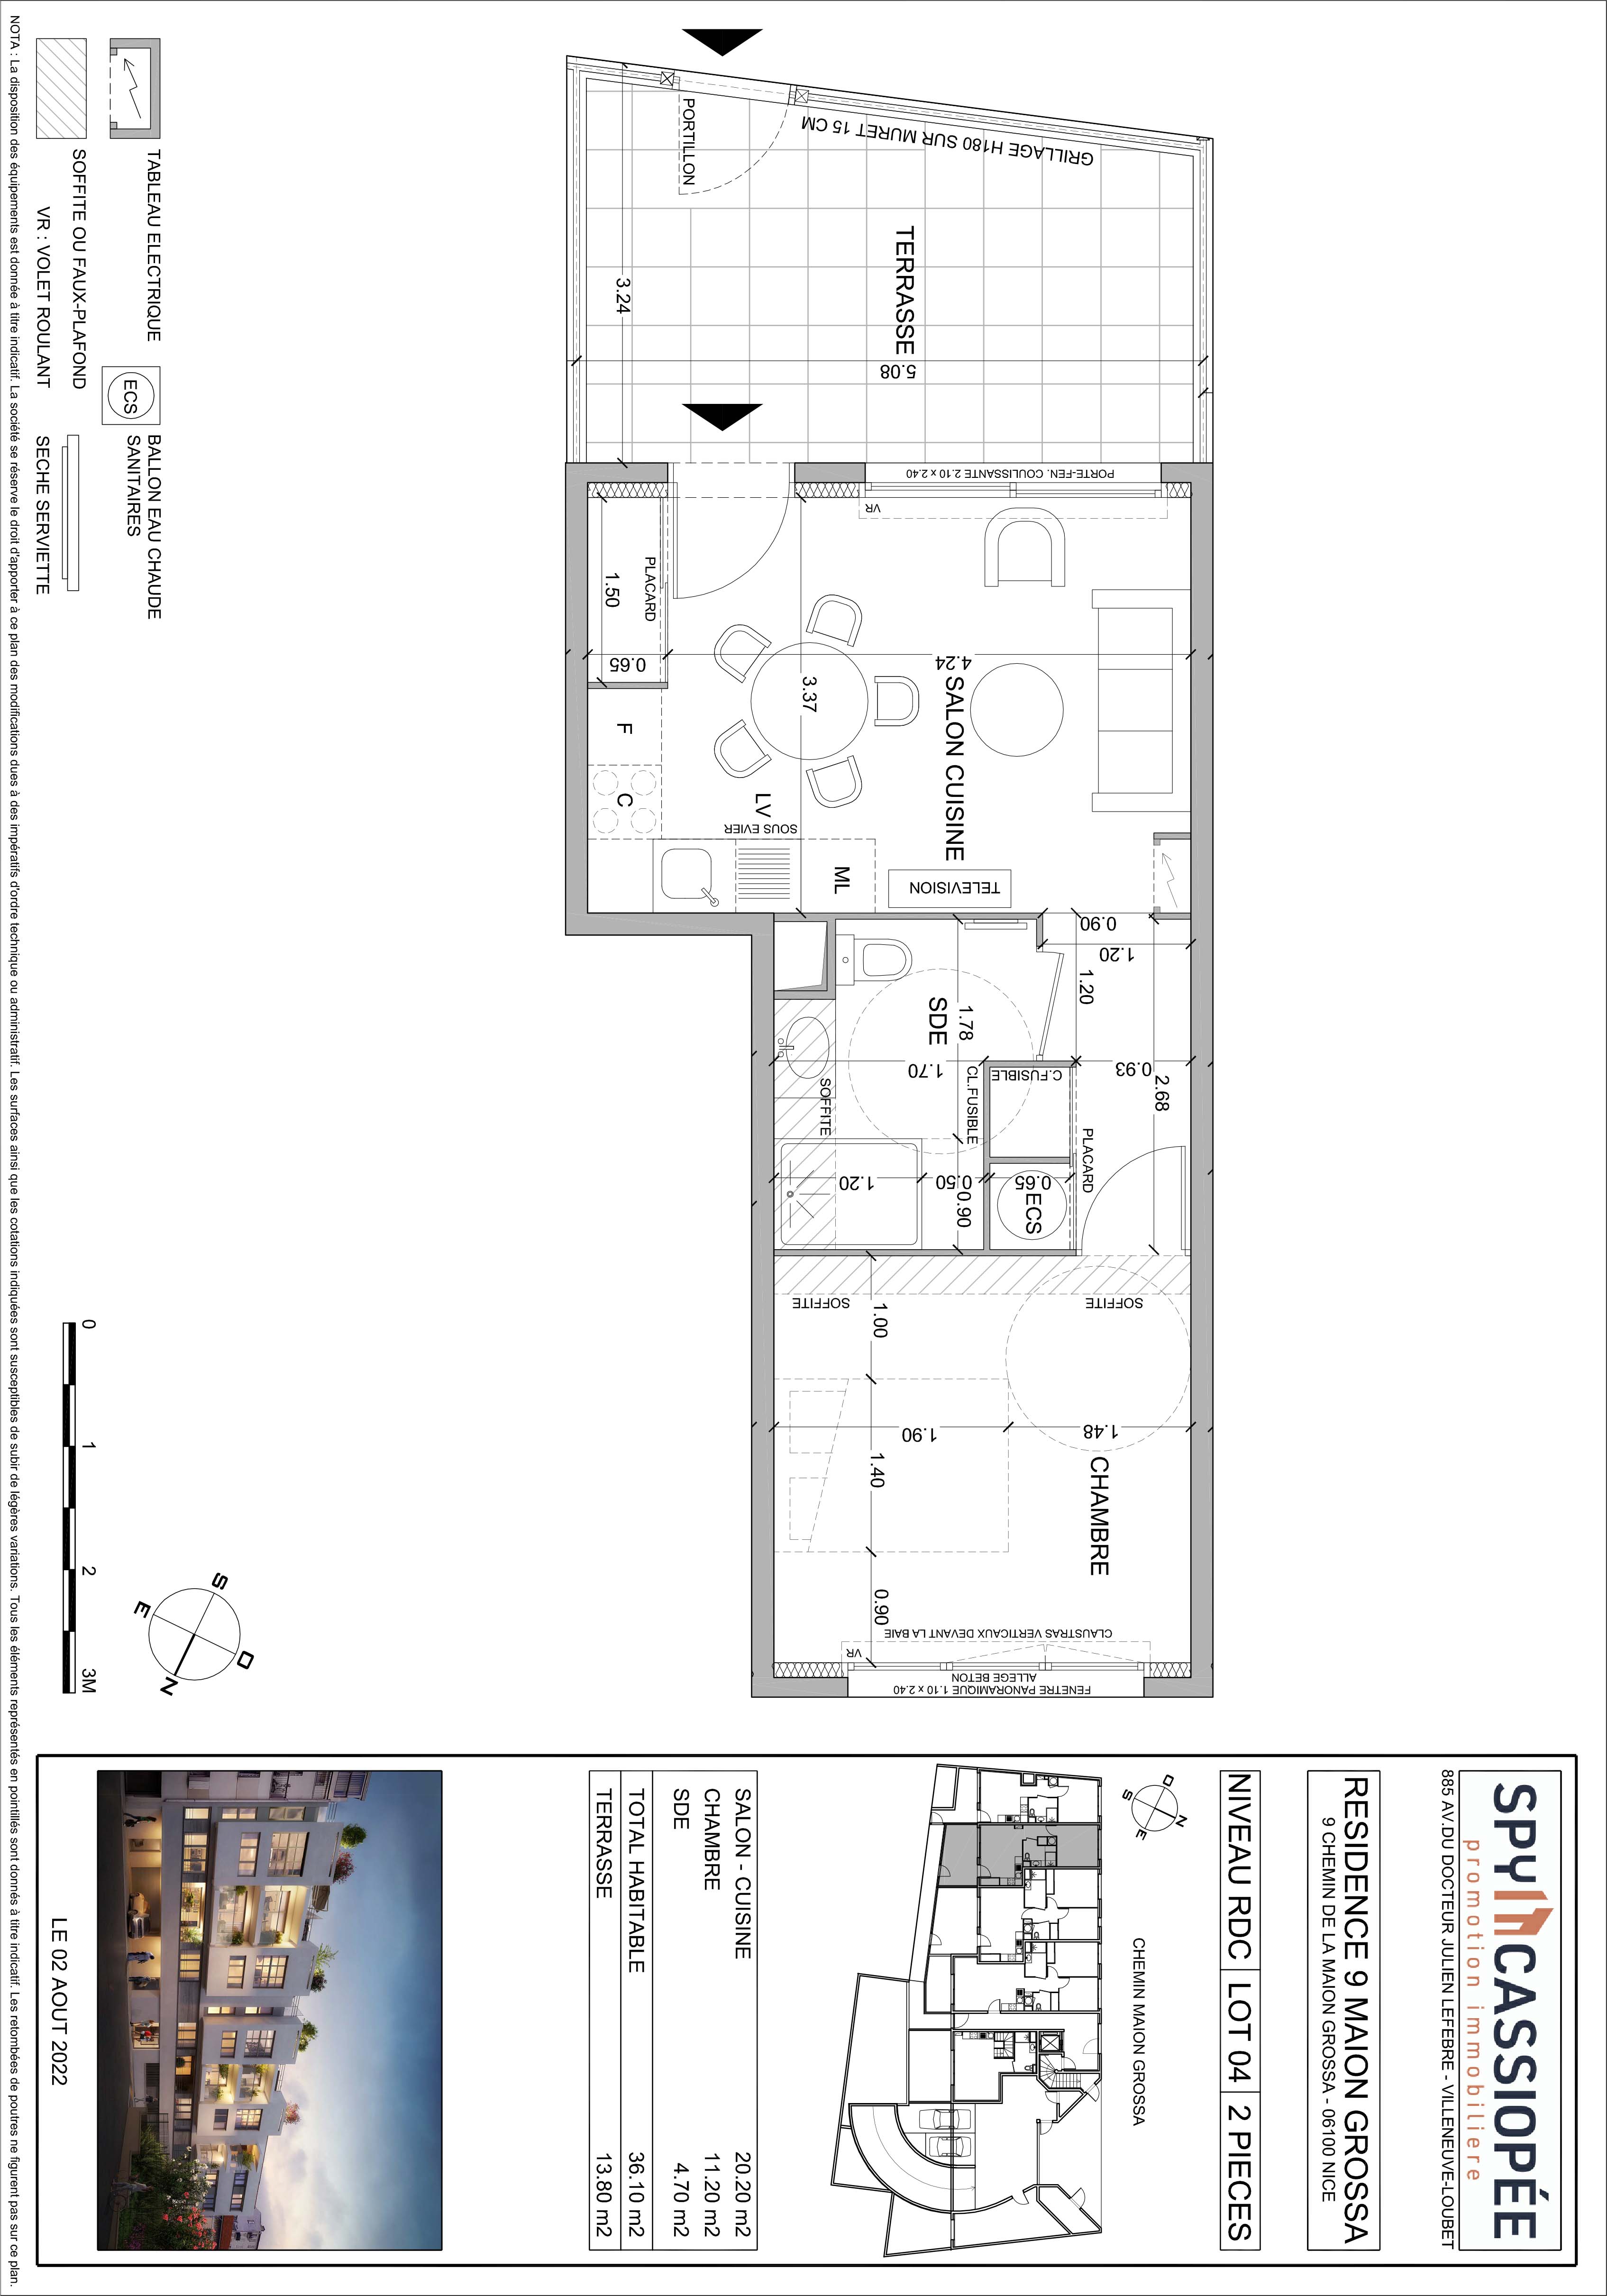 SPY CASSIOPÉE
promotion immobiliere
885 AV.DU DOCTEUR JULIEN LEFEBRE - VILLENEUVE-LOUBET
RESIDENCE 9 MAION GROSSA
9 CHEMIN DE LA MAION GROSSA - 06100 NICE
NIVEAU RDC LOT 04 2 PIECES
N
O
E
S
CHEMIN MAION GROSSA
SALON - CUISINE 20.20 m2
CHAMBRE 11.20 m2
SDE 4.70 m2
TOTAL HABITABLE 36.10 m2
TERRASSE 13.80 m2
LE 02 AOUT 2022
GRILLAGE H180 SUR MURET 15 CM
TERRASSE
5.08
3.24
PORTILLON
PORTE-FEN. COULISSANTE 2.10 x 2.40
VR
SALON CUISINE
4.24
3.37
TELEVISION
ML
LV
SOUS EVIER
PLACARD
1.50
0.65
F
C
2.68
0.93
1.20
0.90
1.20
PLACARD
C.FUSIBLE
0.65
ECS
CL.FUSIBLE
1.78
0.50
0.90
SDE
1.70
1.20
SOFFITE
SOFFITE
SOFFITE
1.48
CHAMBRE
1.90
1.00
1.40
0.90
CLAUSTRAS VERTICAUX DEVANT LA BAIE
FENETRE PANORAMIQUE 1.10 x 2.40
ALLEGE BETON
VR
O
S
N
E
0 1 2 3M
TABLEAU ELECTRIQUE
ECS
BALLON EAU CHAUDE
SANITAIRES
SOFFITE OU FAUX-PLAFOND
VR : VOLET ROULANT
SECHE SERVIETTE
NOTA : La disposition des équipements est donnée à titre indicatif. La société se réserve le droit d'apporter à ce plan des modifications dues à des impératifs d'ordre technique ou administratif. Les surfaces ainsi que les cotations indiquées sont susceptibles de subir de légères variations. Tous les éléments représentés en pointillés sont donnés à titre indicatif. Les retombées de poutres ne figurent pas sur ce plan.